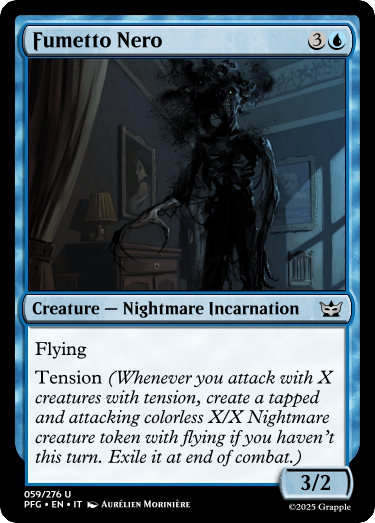 Fumetto Nero 3
Creature — Nightmare Incarnation
Flying
Tension (Whenever you attack with X
creatures with tension, create a tapped
and attacking colorless X/X Nightmare
creature token with flying if you haven't
this turn. Exile it at end of combat.)
3/2
059/276 U
PFG • EN • IT Aurélien Morinière
©2025 Grapple